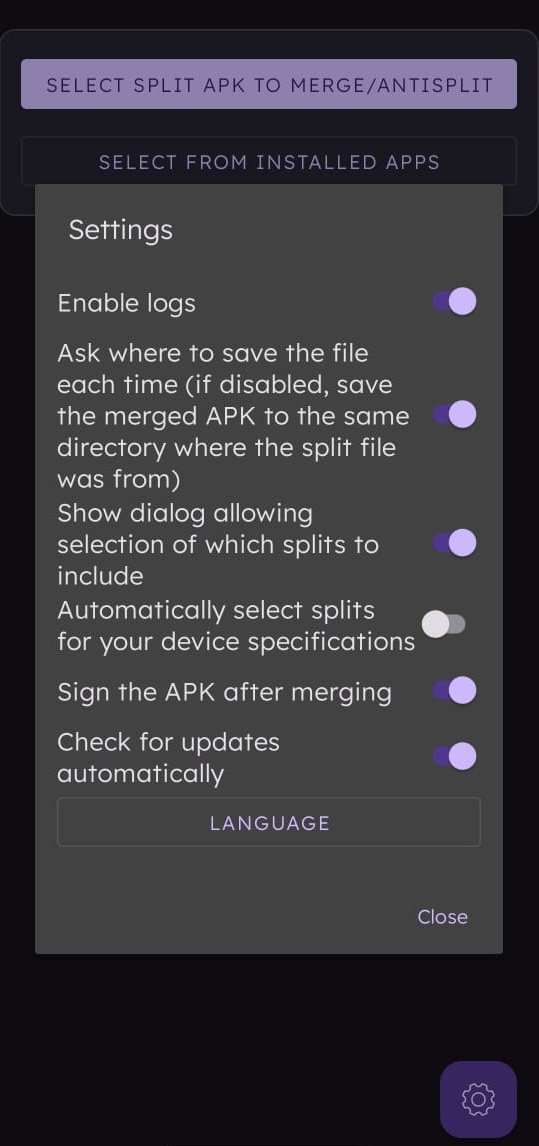 SELECT SPLIT APK TO MERGE/ANTISPLIT
SELECT FROM INSTALLED APPS
Settings
Enable logs
Ask where to save the file
each time (if disabled, save
the merged APK to the same
directory where the split file
was from)
Show dialog allowing
selection of which splits to
include
Automatically select splits
for your device specifications
Sign the APK after merging
Check for updates
automatically
LANGUAGE
Close